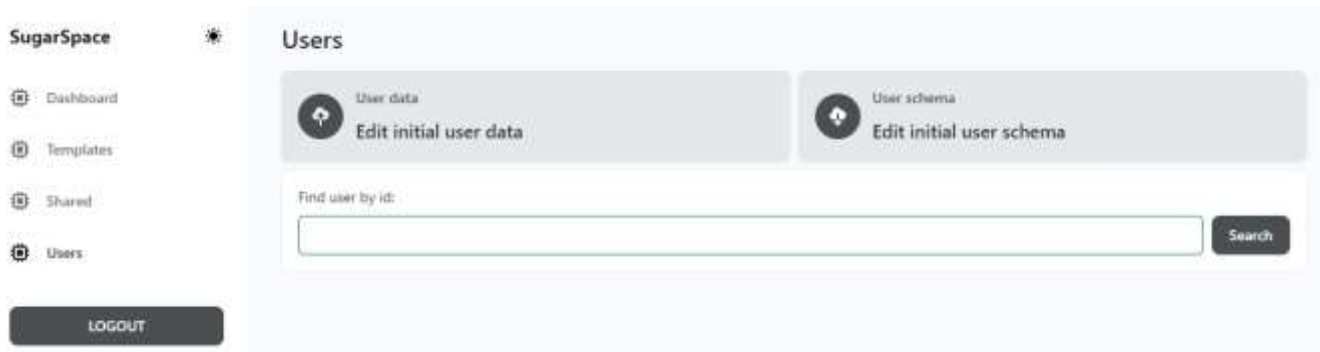 SugarSpace
Dashboard
Templates
Shared
Users
LOGOUT
Users
User data
Edit initial user data
User schema
Edit initial user schema
Find user by id:
Search